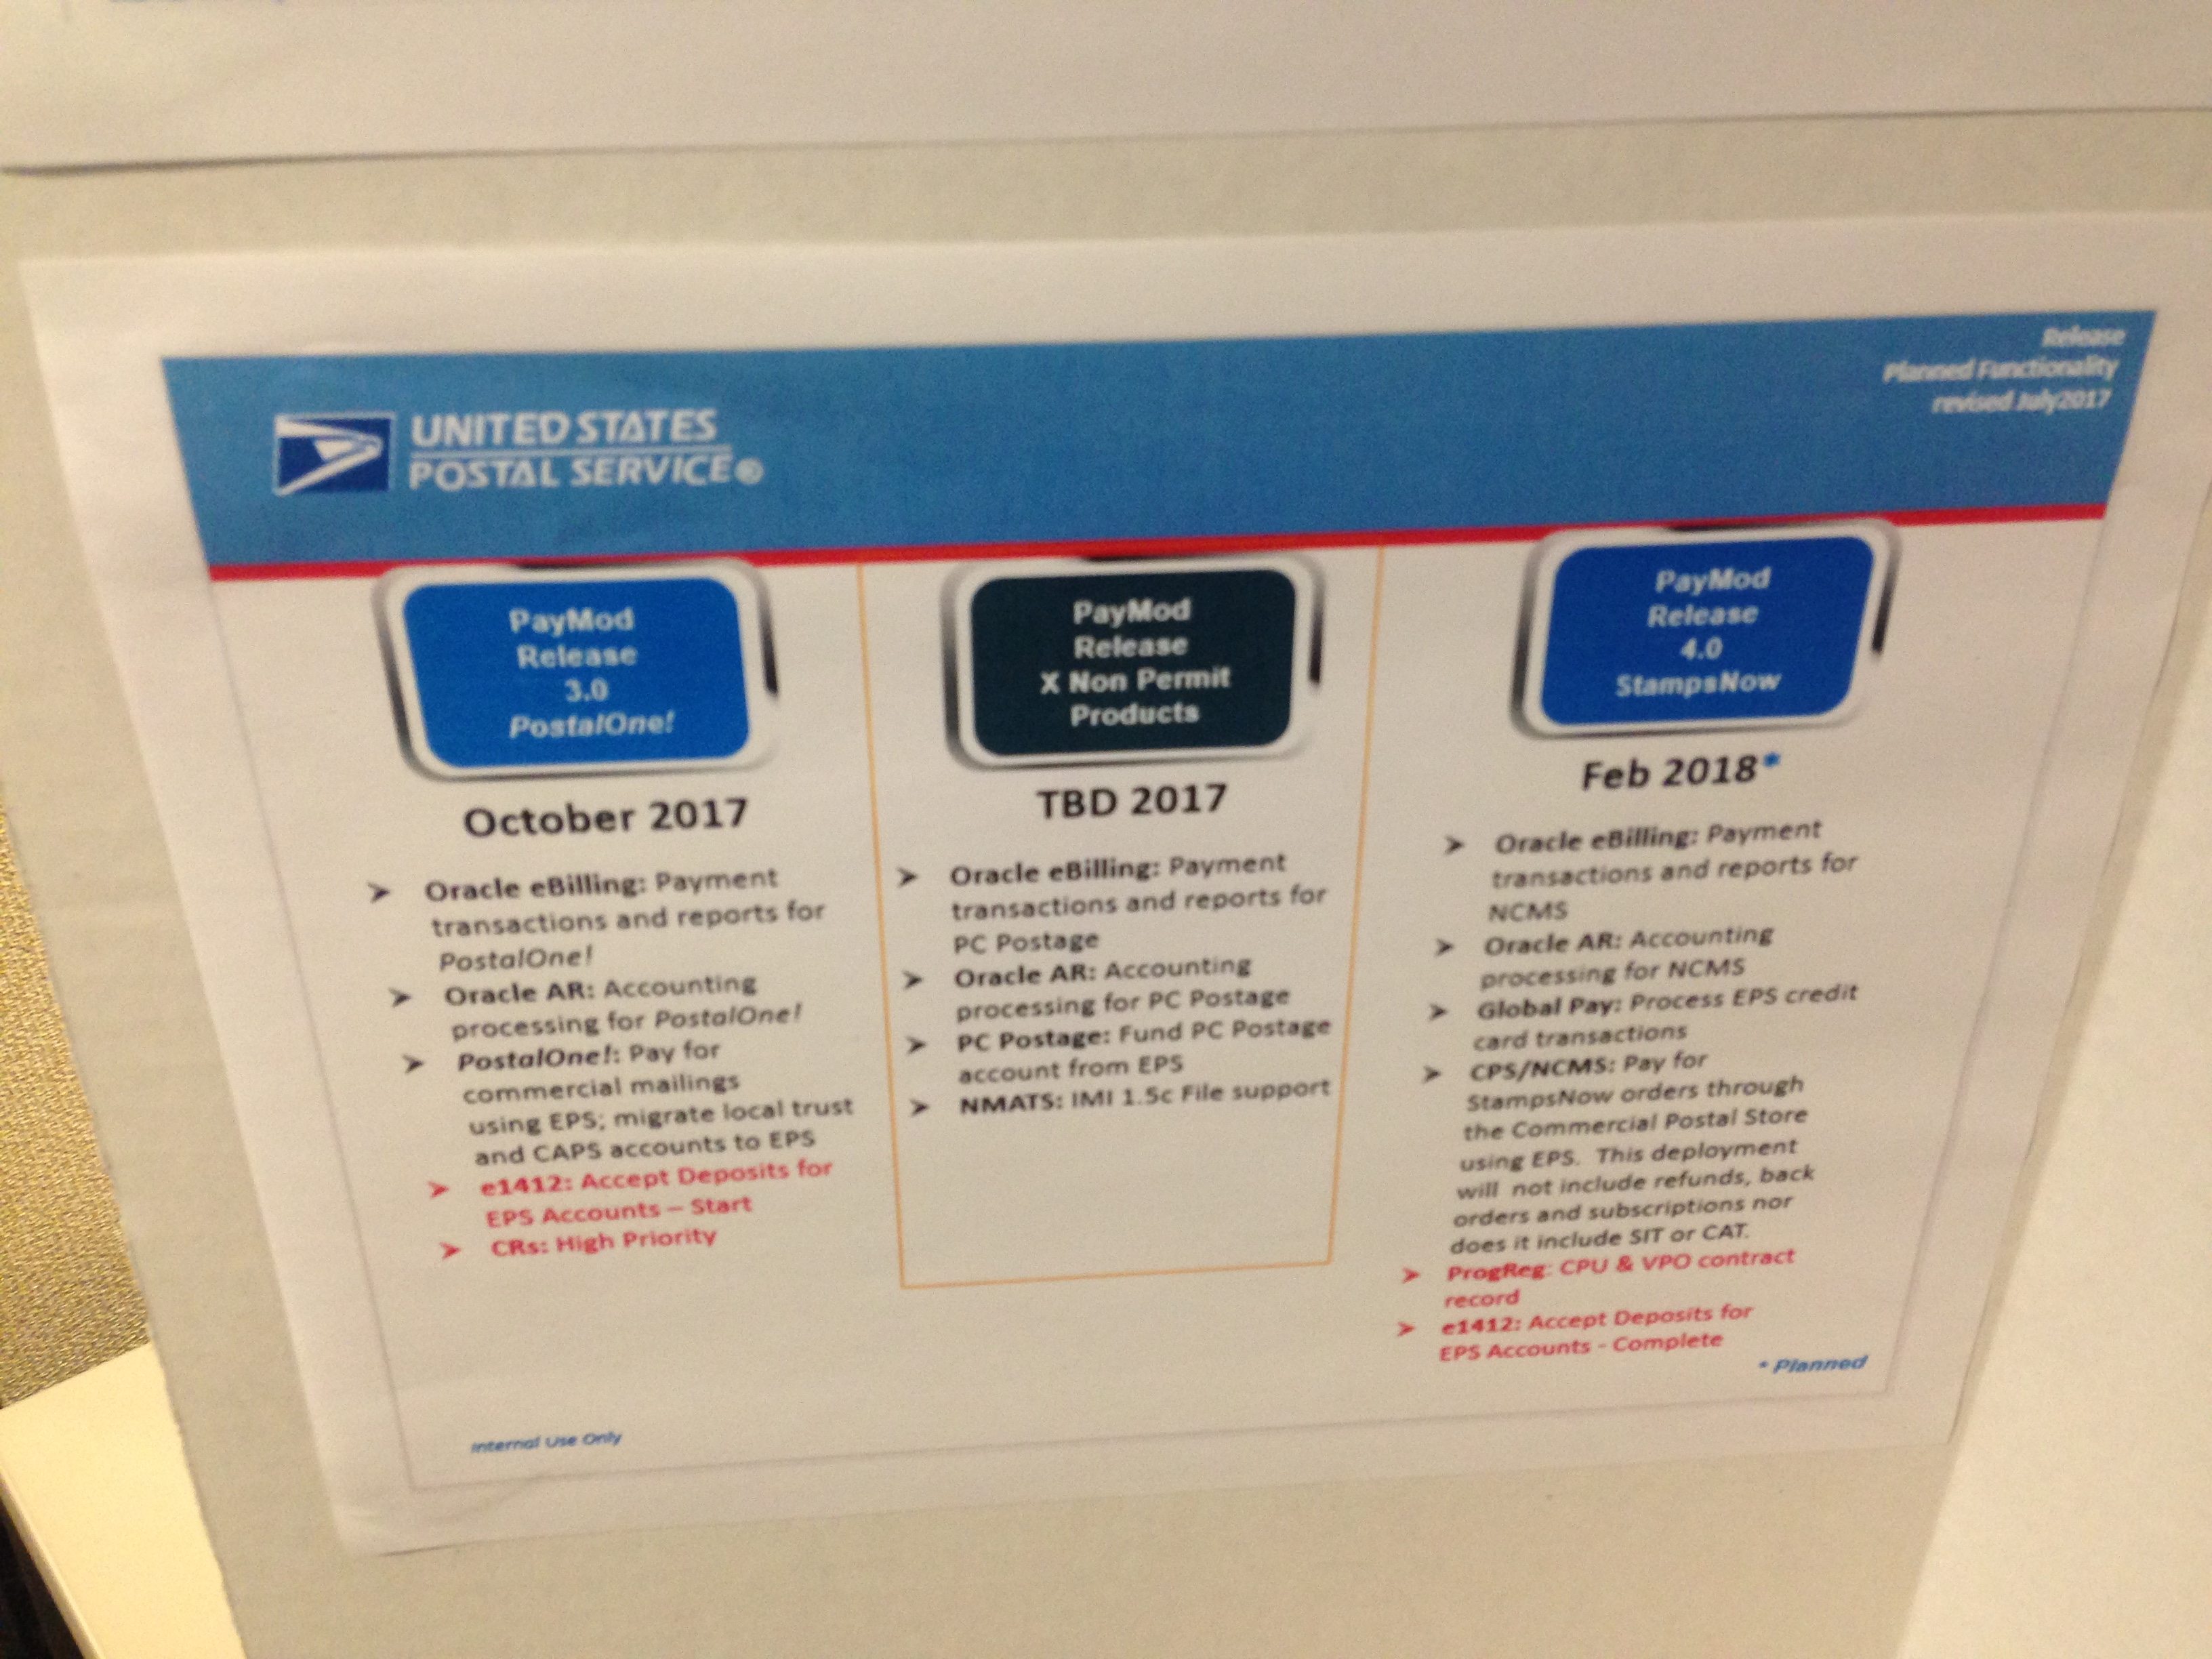 Release
Planned Functionality
revised July2017
UNITED STATES
POSTAL SERVICE®
PayMod
Release
3.0
PostalOne!
October 2017
➤ Oracle eBilling: Payment
transactions and reports for
PostalOne!
➤ Oracle AR: Accounting
processing for PostalOne!
➤ PostalOne!: Pay for
commercial mailings
using EPS; migrate local trust
and CAPS accounts to EPS
➤ e1412: Accept Deposits for
EPS Accounts – Start
➤ CRs: High Priority
PayMod
Release
X Non Permit
Products
TBD 2017
➤ Oracle eBilling: Payment
transactions and reports for
PC Postage
➤ Oracle AR: Accounting
processing for PC Postage
➤ PC Postage: Fund PC Postage
account from EPS
➤ NMATS: IMI 1.5c File support
PayMod
Release
4.0
StampsNow
Feb 2018*
➤ Oracle eBilling: Payment
transactions and reports for
NCMS
➤ Oracle AR: Accounting
processing for NCMS
➤ Global Pay: Process EPS credit
card transactions
➤ CPS/NCMS: Pay for
StampsNow orders through
the Commercial Postal Store
using EPS. This deployment
will not include refunds, back
orders and subscriptions nor
does it include SIT or CAT.
➤ ProgReg: CPU & VPO contract
record
➤ e1412: Accept Deposits for
EPS Accounts - Complete
* Planned
Internal Use Only